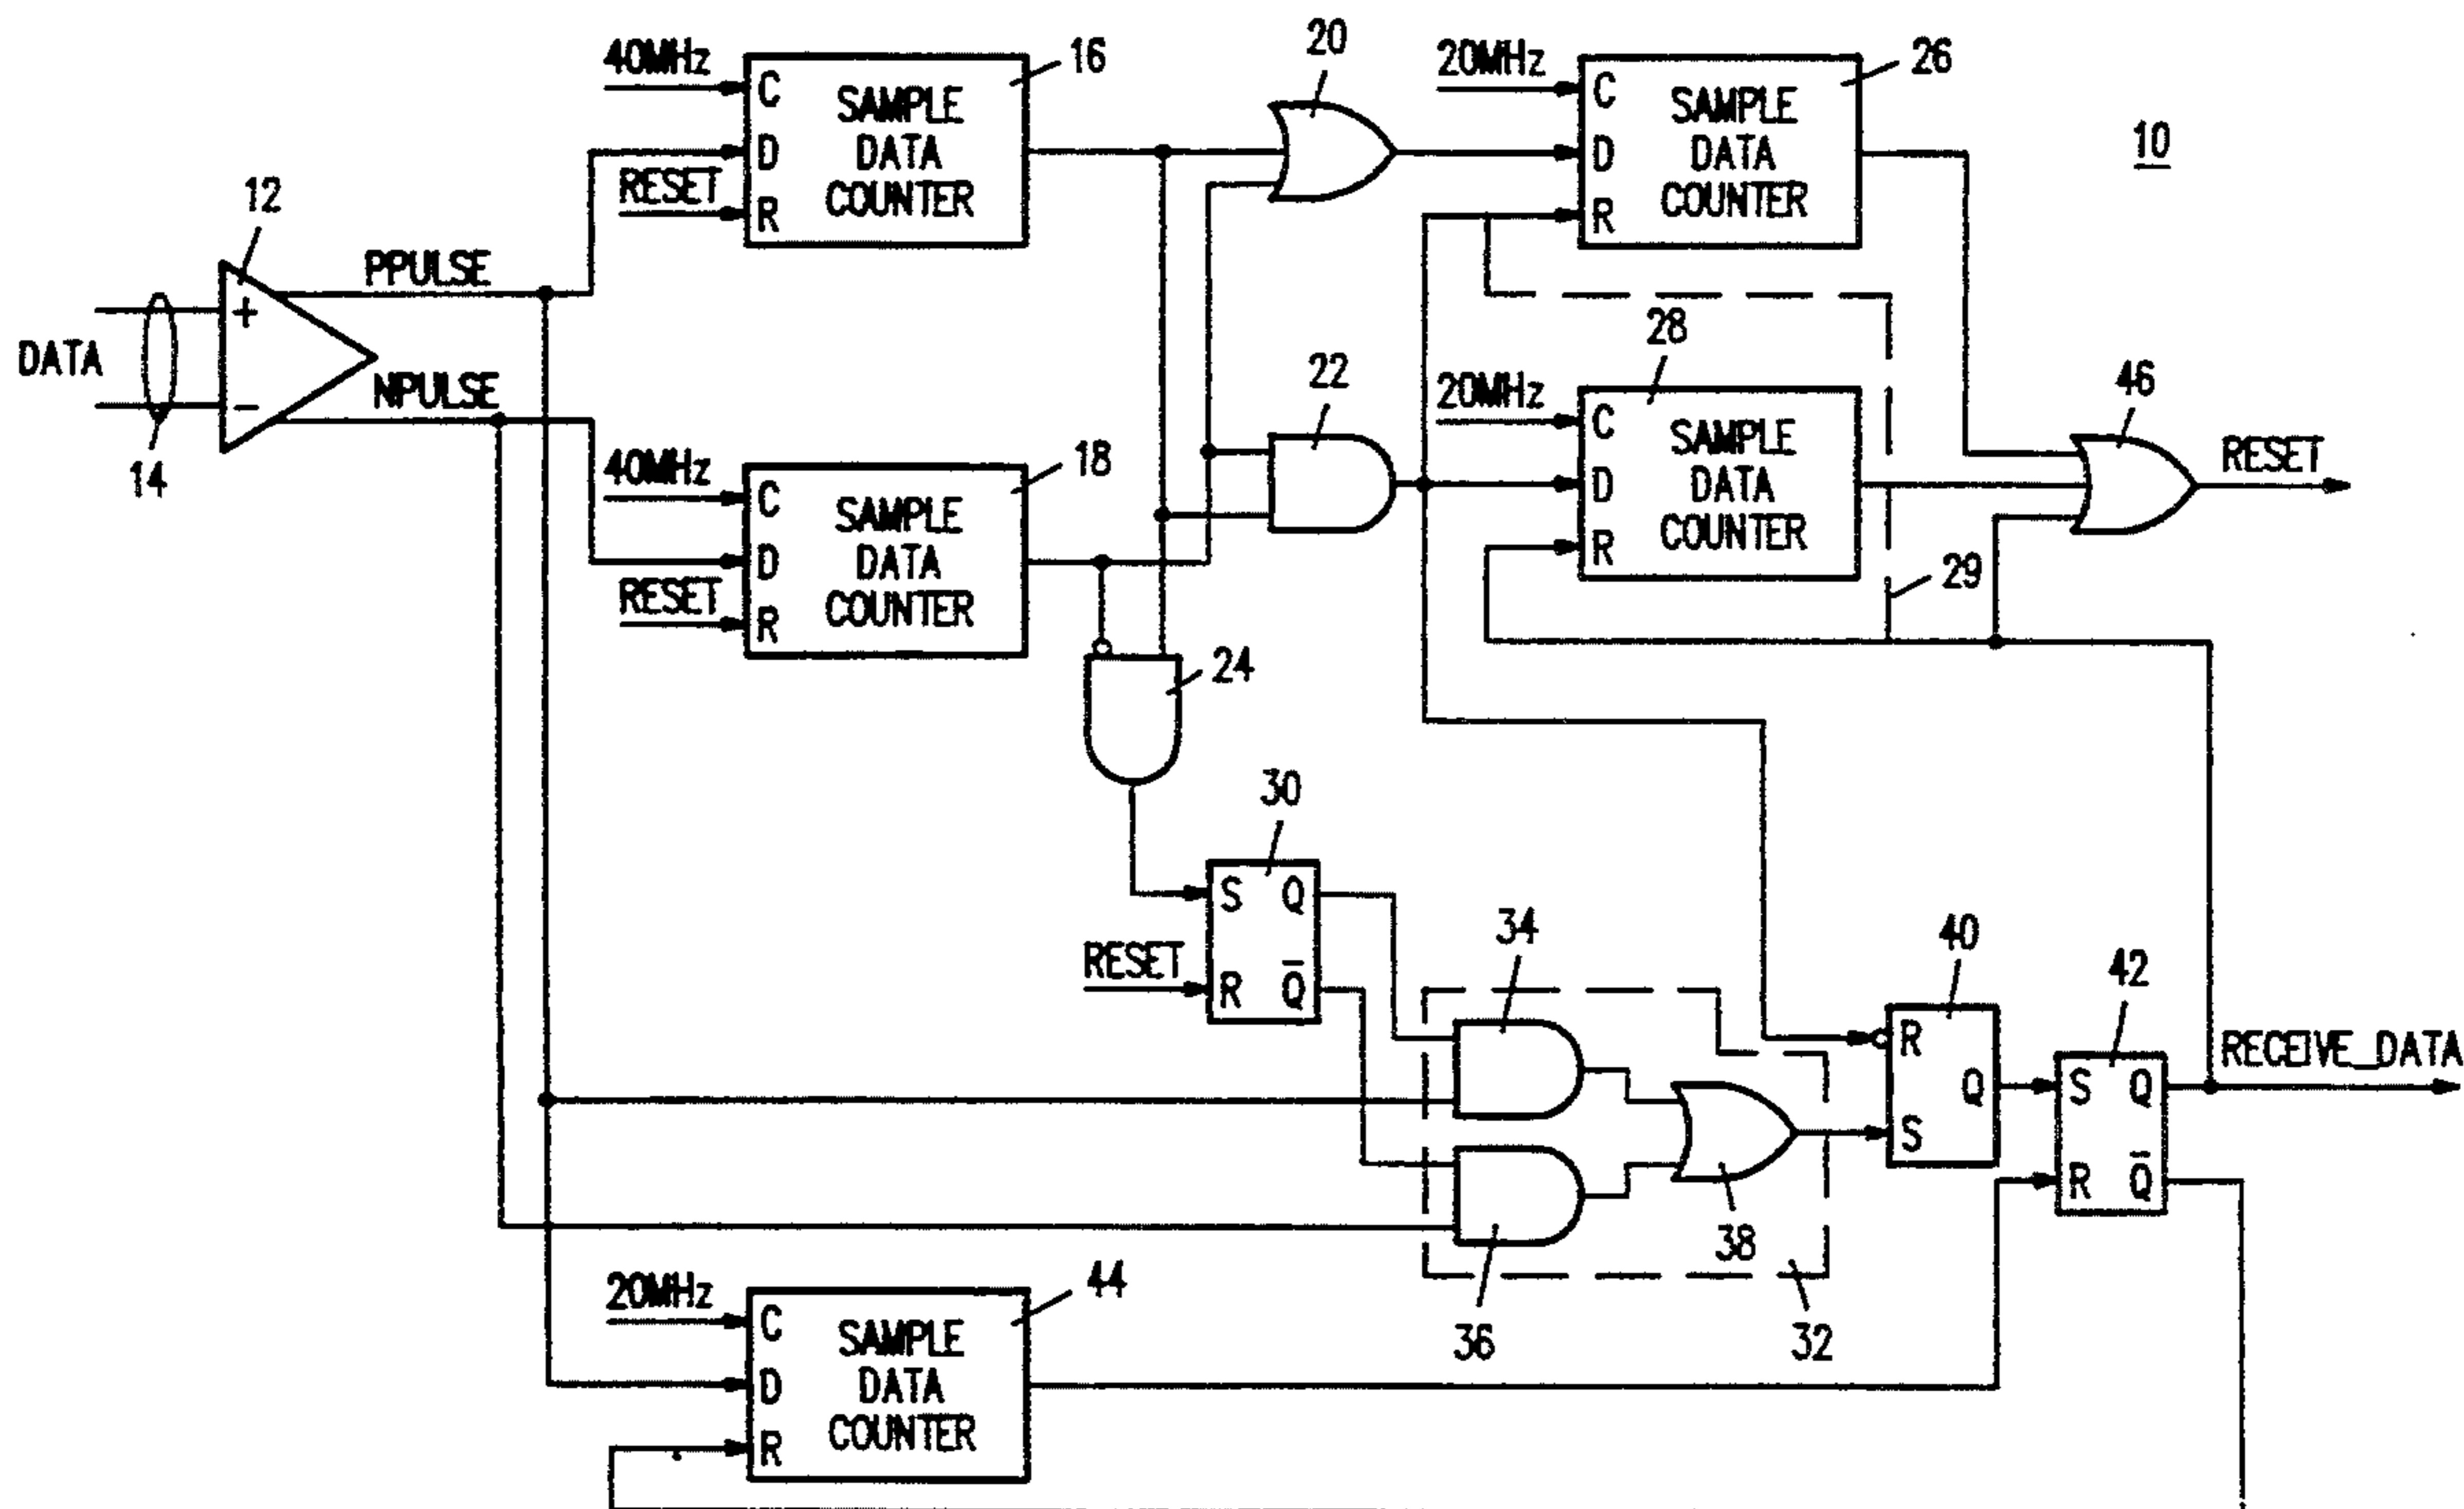 40MHz
C
D
R
RESET
SAMPLE
DATA
COUNTER
16
20
20MHz
C
D
R
SAMPLE
DATA
COUNTER
26
10
12
PPULSE
+
DATA
-
NPULSE
14
40MHz
C
D
R
RESET
SAMPLE
DATA
COUNTER
18
22
20MHz
28
C
D
R
SAMPLE
DATA
COUNTER
46
RESET
29
24
30
S Q
RESET
R Q̅
34
40
42
R
Q
S
S Q
R Q̅
RECEIVE_DATA
38
36
32
20MHz
C
D
R
SAMPLE
DATA
COUNTER
44